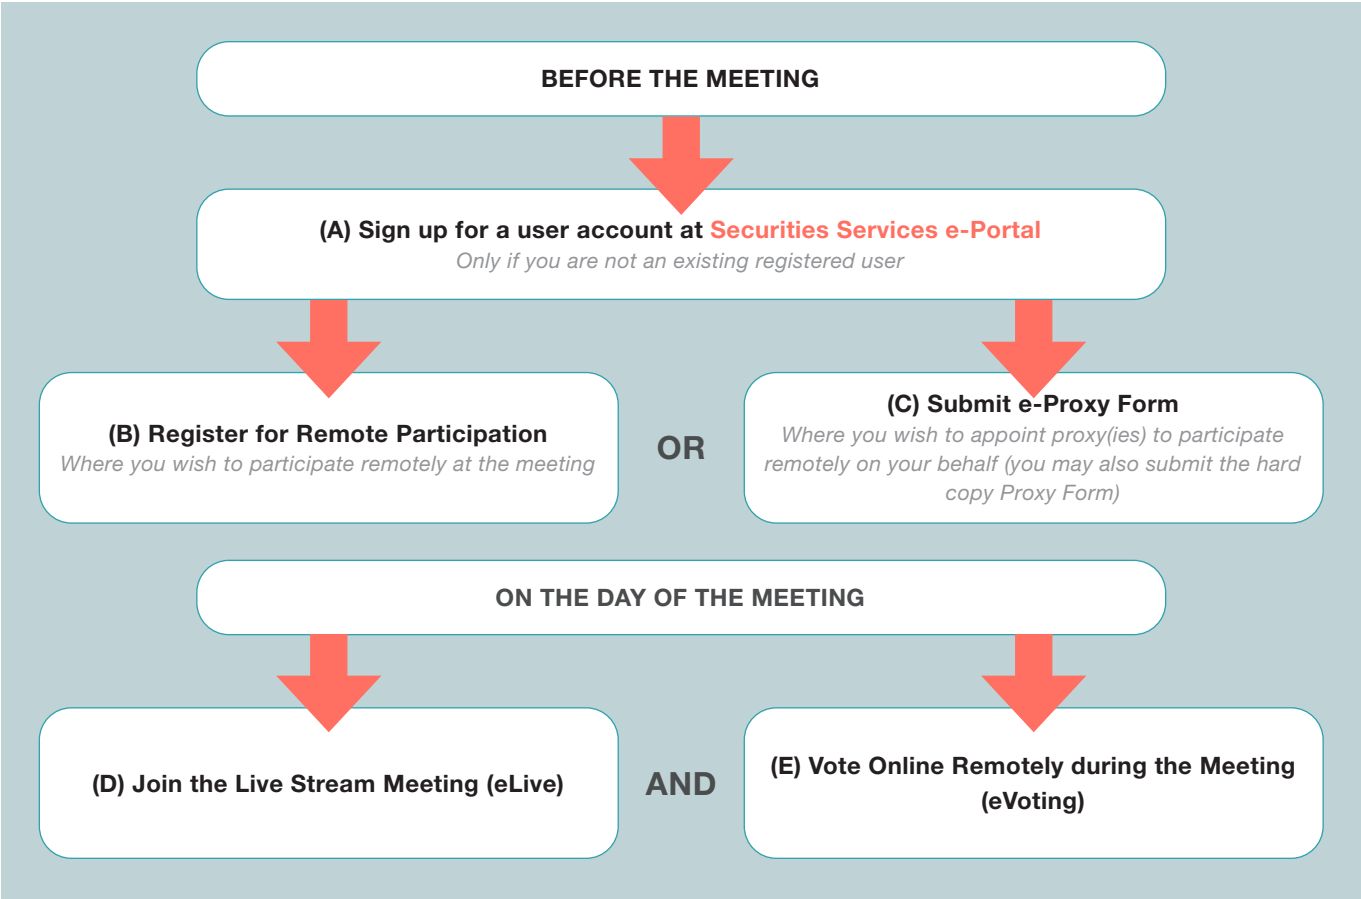 BEFORE THE MEETING
(A) Sign up for a user account at Securities Services e-Portal
Only if you are not an existing registered user
(B) Register for Remote Participation
Where you wish to participate remotely at the meeting
OR
(C) Submit e-Proxy Form
Where you wish to appoint proxy(ies) to participate
remotely on your behalf (you may also submit the hard
copy Proxy Form)
ON THE DAY OF THE MEETING
(D) Join the Live Stream Meeting (eLive)
AND
(E) Vote Online Remotely during the Meeting
(eVoting)